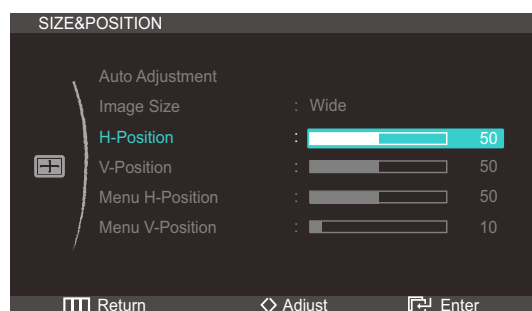 SIZE&POSITION
Auto Adjustment
Image Size : Wide
H-Position : 50
V-Position : 50
Menu H-Position : 50
Menu V-Position : 10
Return Adjust Enter